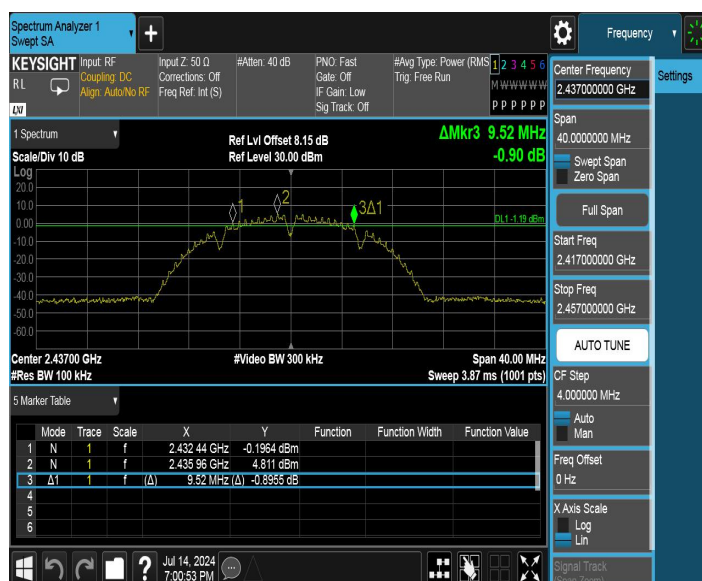 Spectrum Analyzer 1
Swept SA
+
Frequency
KEYSIGHT
R L
LXI
Input: RF
Coupling: DC
Align: Auto/No RF
Input Z: 50 Ω
Corrections: Off
Freq Ref: Int (S)
#Atten: 40 dB
PNO: Fast
Gate: Off
IF Gain: Low
Sig Track: Off
#Avg Type: Power (RMS
Trig: Free Run
1 2 3 4 5 6
M W W W W W
P P P P P P
Center Frequency
2.437000000 GHz
Settings
Span
40.0000000 MHz
Swept Span
Zero Span
Full Span
Start Freq
2.417000000 GHz
Stop Freq
2.457000000 GHz
AUTO TUNE
CF Step
4.000000 MHz
Auto
Man
Freq Offset
0 Hz
X Axis Scale
Log
Lin
Signal Track
(Span Zoom)
1 Spectrum
Scale/Div 10 dB
Ref Lvl Offset 8.15 dB
Ref Level 30.00 dBm
ΔMkr3 9.52 MHz
-0.90 dB
Log
20.0
10.0
0.00
-10.0
-20.0
-30.0
-40.0
-50.0
-60.0
1
2
3Δ1
DL1 -1.19 dBm
Center 2.43700 GHz
#Video BW 300 kHz
Span 40.00 MHz
#Res BW 100 kHz
Sweep 3.87 ms (1001 pts)
5 Marker Table
Mode Trace Scale X Y Function Function Width Function Value
1 N 1 f 2.432 44 GHz -0.1964 dBm
2 N 1 f 2.435 96 GHz 4.811 dBm
3 Δ1 1 f (Δ) 9.52 MHz (Δ) -0.8955 dB
4
5
6
?
Jul 14, 2024
7:00:53 PM